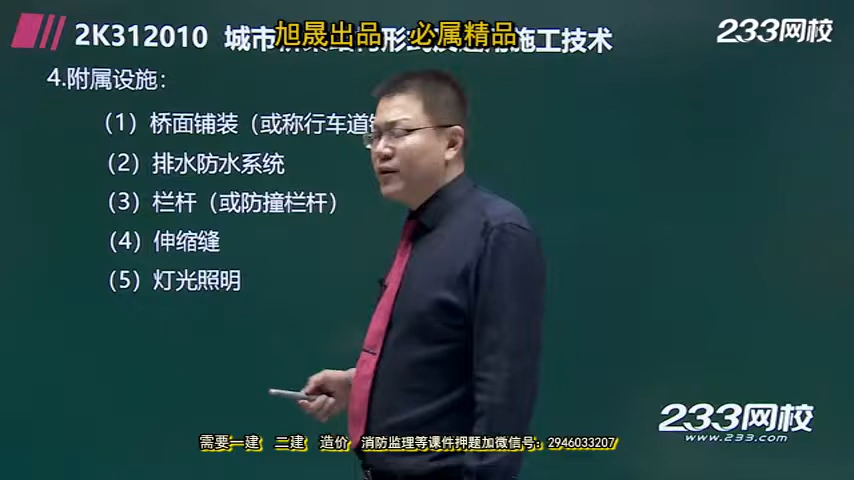 2K312010 城市
旭晟出品 必属精品
施工技术
233网校
4.附属设施:
(1) 桥面铺装(或称行车道
(2) 排水防水系统
(3) 栏杆(或防撞栏杆)
(4) 伸缩缝
(5) 灯光照明
233网校
www.233.com
需要一建 二建 造价 消防监理等课件押题加微信号:2946033207